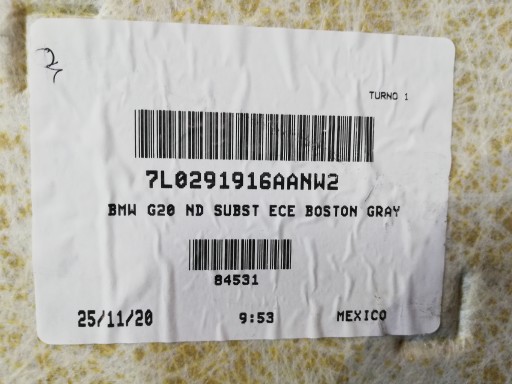 TURNO 1
7L0291916AANW2
BMW G20 ND SUBST ECE BOSTON GRAY
84531
25/11/20 9:53 MEXICO